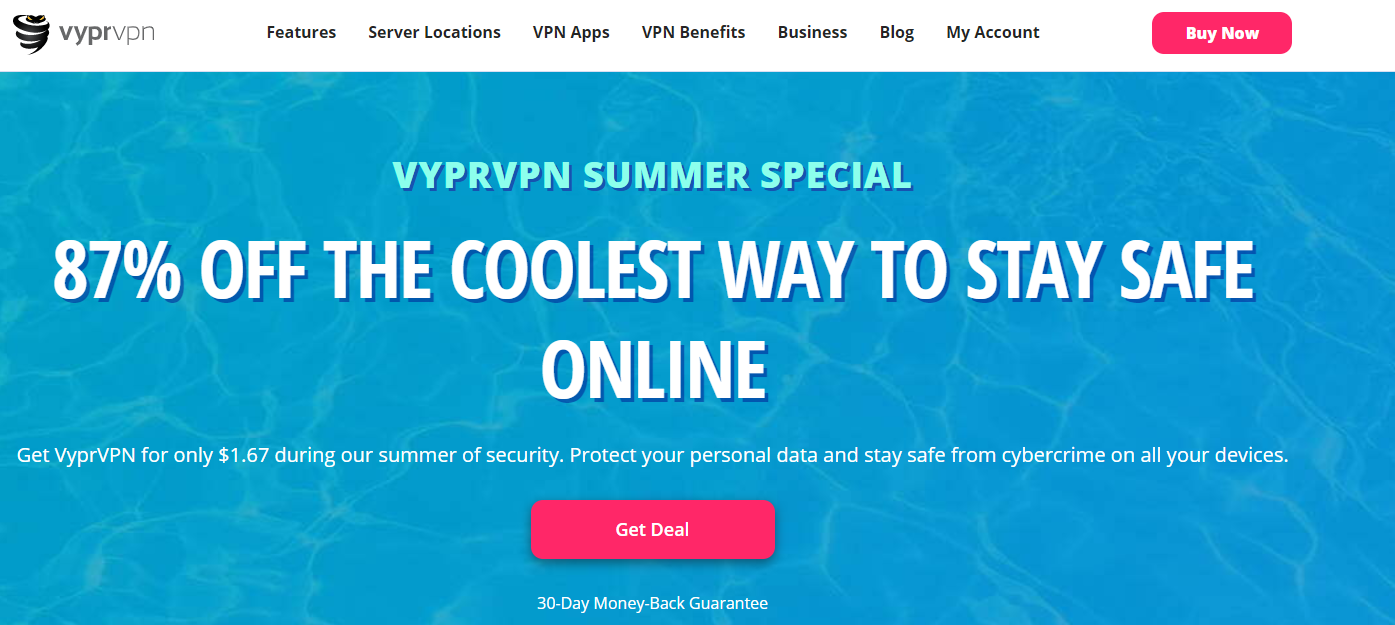 vyprvpn
Features Server Locations VPN Apps VPN Benefits Business Blog My Account Buy Now
VYPRVPN SUMMER SPECIAL
87% OFF THE COOLEST WAY TO STAY SAFE
ONLINE
Get VyprVPN for only $1.67 during our summer of security. Protect your personal data and stay safe from cybercrime on all your devices.
Get Deal
30-Day Money-Back Guarantee